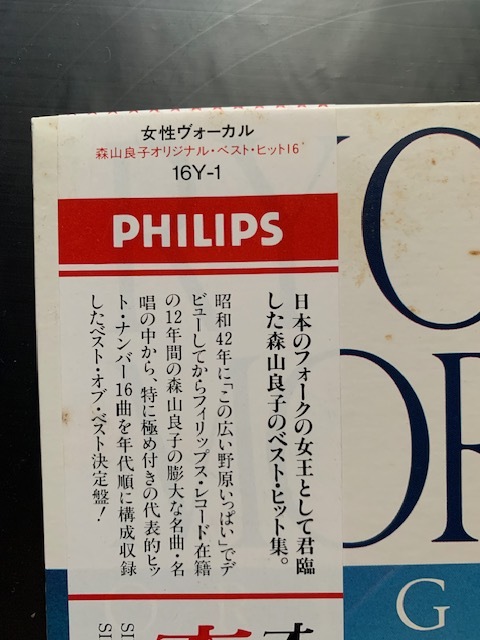 女性ヴォーカル
森山良子オリジナル・ベスト・ヒット16
16Y-1
PHILIPS
日本のフォークの女王として君臨
した森山良子のベスト・ヒット集。
昭和42年に「この広い野原いっぱい」でデ
ビューしてからフィリップス・レコード在籍
の12年間の森山良子の膨大な名曲・名
唱の中から、特に極め付きの代表的ヒッ
ト・ナンバー16曲を年代順に構成収録
したベスト・オブ・ベスト決定盤!
YO
MOR
G
オ